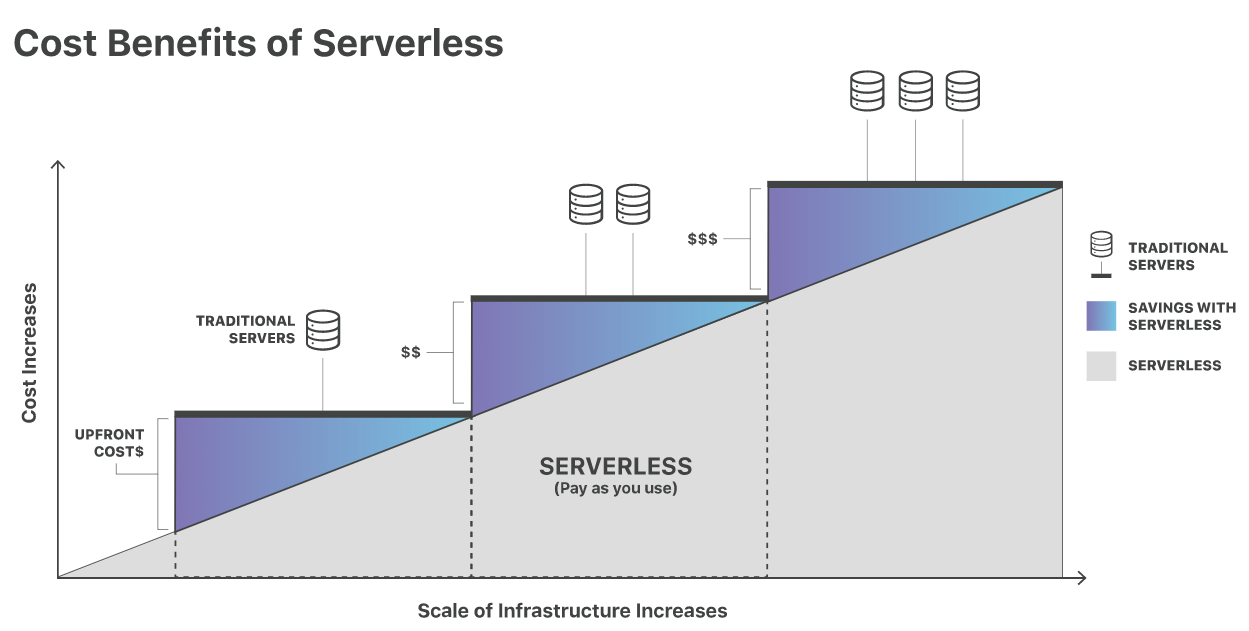 Cost Benefits of Serverless
$$$
TRADITIONAL
SERVERS
SAVINGS WITH
SERVERLESS
SERVERLESS
TRADITIONAL
SERVERS
$$
Cost Increases
UPFRONT
COST$
SERVERLESS
(Pay as you use)
Scale of Infrastructure Increases